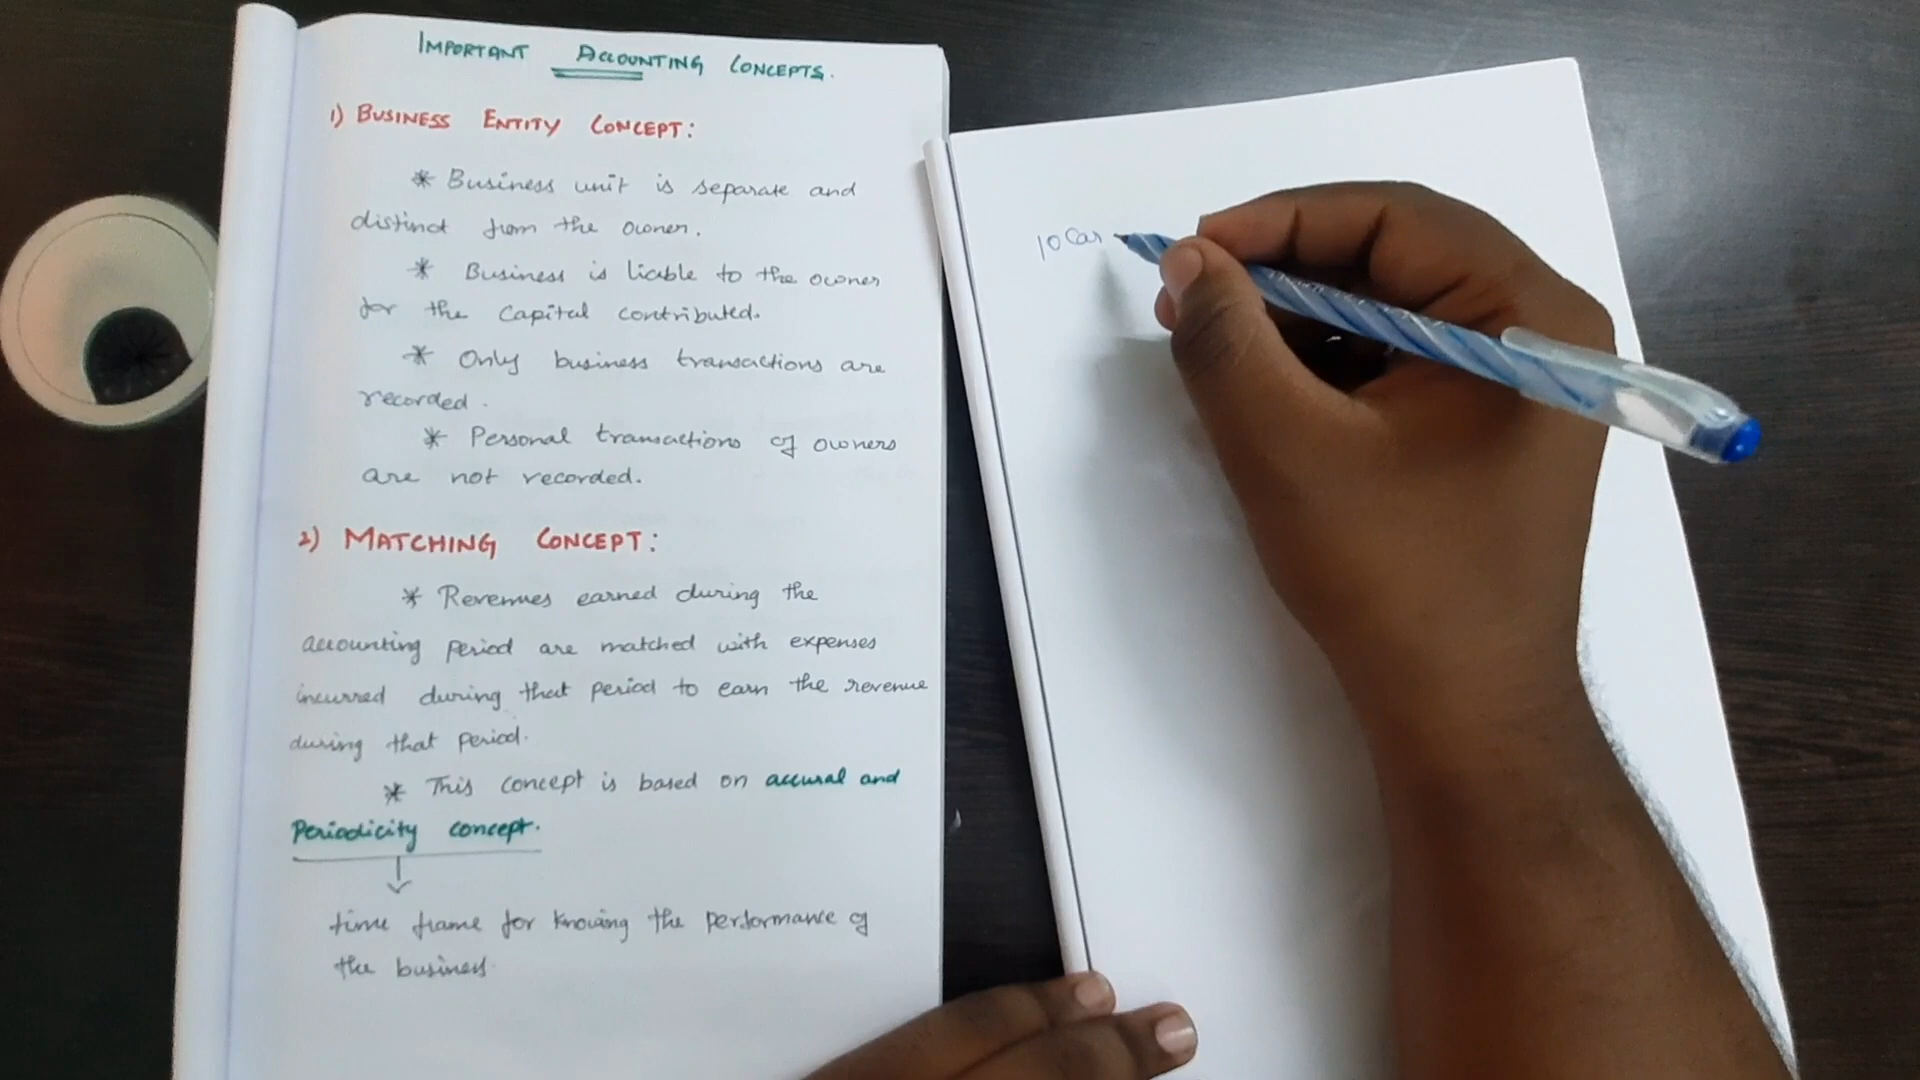 IMPORTANT ACCOUNTING CONCEPTS.
1) BUSINESS ENTITY CONCEPT:
* Business unit is separate and
distinct from the owner.
* Business is liable to the owner
for the capital contributed.
* Only business transactions are
recorded.
* Personal transactions of owners
are not recorded.
2) MATCHING CONCEPT:
* Revenues earned during the
accounting period are matched with expenses
incurred during that period to earn the revenue
during that period.
* This concept is based on accural and
Periodicity concept.
time frame for knowing the performance of
the business.
10 Car